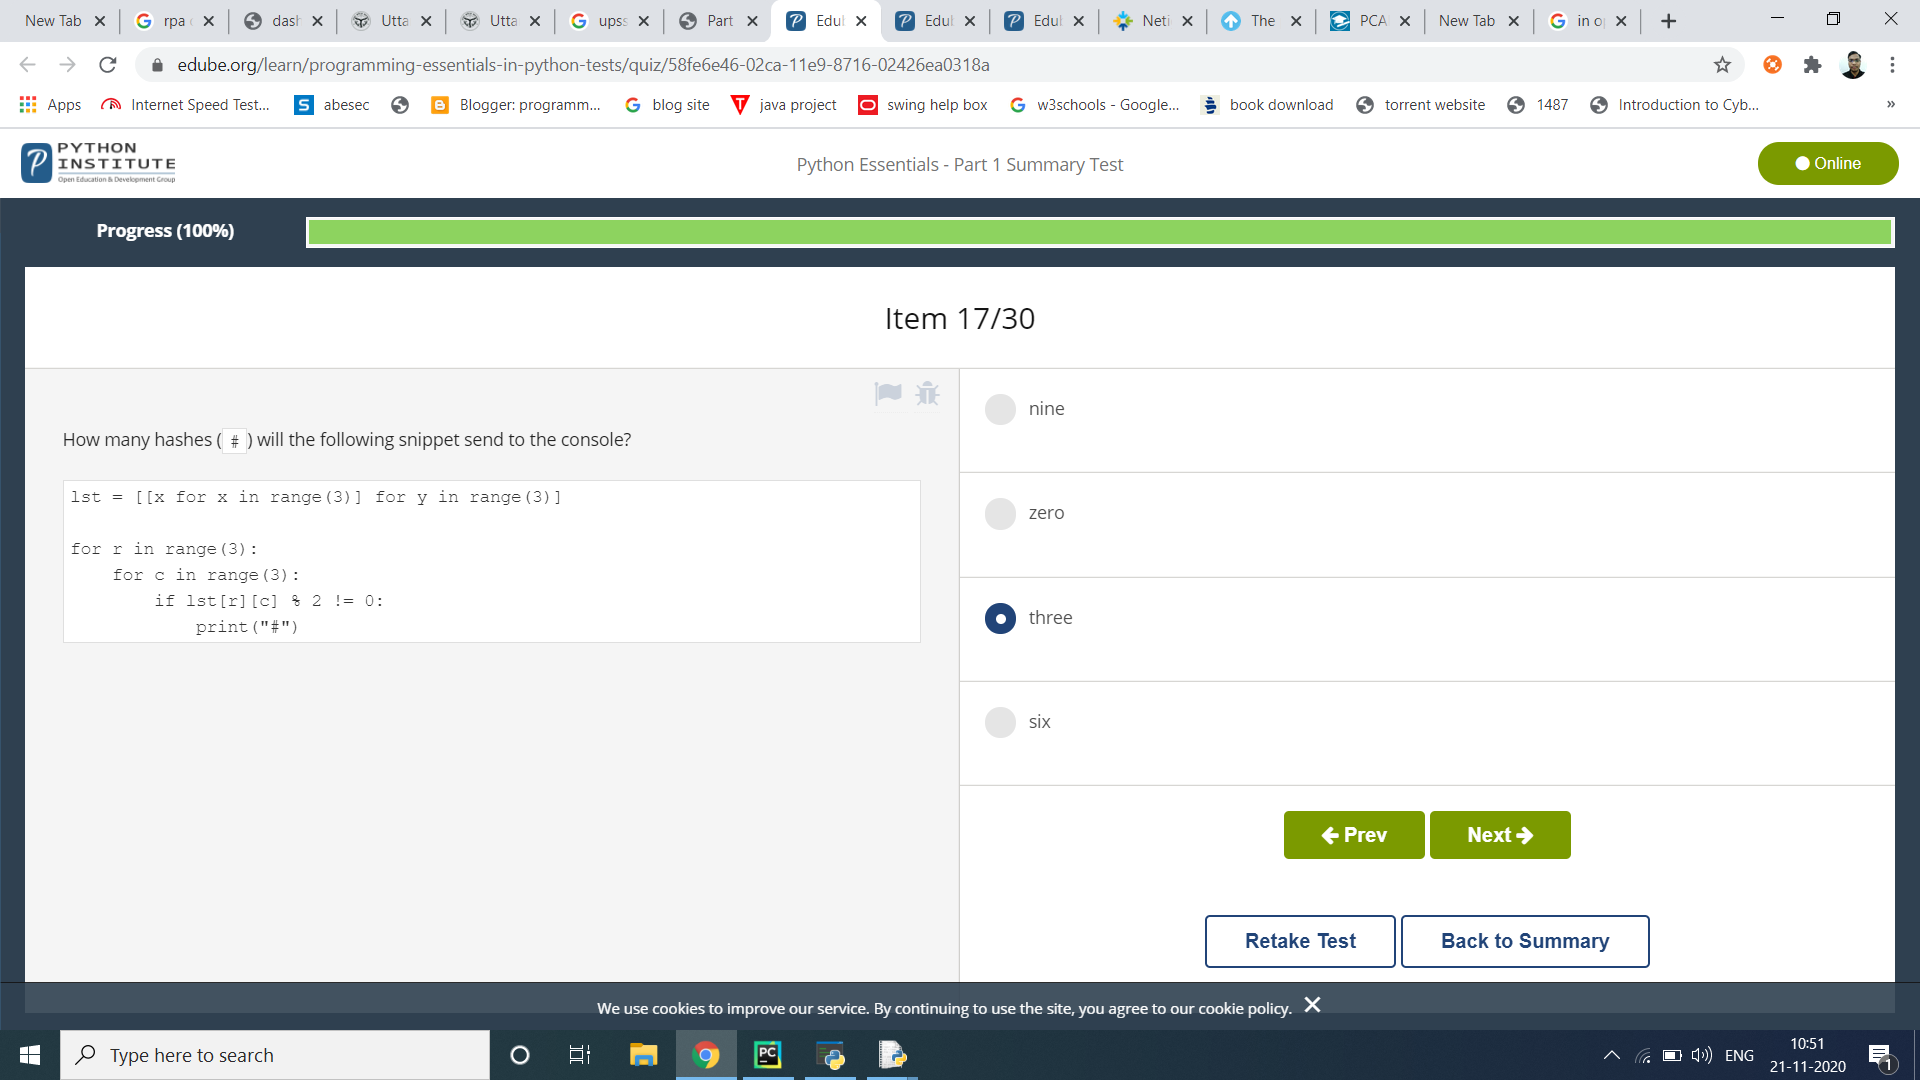 New Tab
rpa
dash
Utta
Utta
upss
Part
Edu
Edu
Edu
Neti
The
PCA
New Tab
in o
edube.org/learn/programming-essentials-in-python-tests/quiz/58fe6e46-02ca-11e9-8716-02426ea0318a
Apps
Internet Speed Test...
S abesec
Blogger: programm...
blog site
java project
swing help box
w3schools - Google...
book download
torrent website
1487
Introduction to Cyb...
»
PYTHON
INSTITUTE
Open Education & Development Group
Python Essentials - Part 1 Summary Test
Online
Progress (100%)
Item 17/30
How many hashes ( # ) will the following snippet send to the console?
lst = [[x for x in range(3)] for y in range(3)]
for r in range(3):
    for c in range(3):
        if lst[r][c] % 2 != 0:
            print("#")
nine
zero
three
six
Prev
Next
Retake Test
Back to Summary
We use cookies to improve our service. By continuing to use the site, you agree to our cookie policy.
Type here to search
PC
ENG
10:51
21-11-2020
1